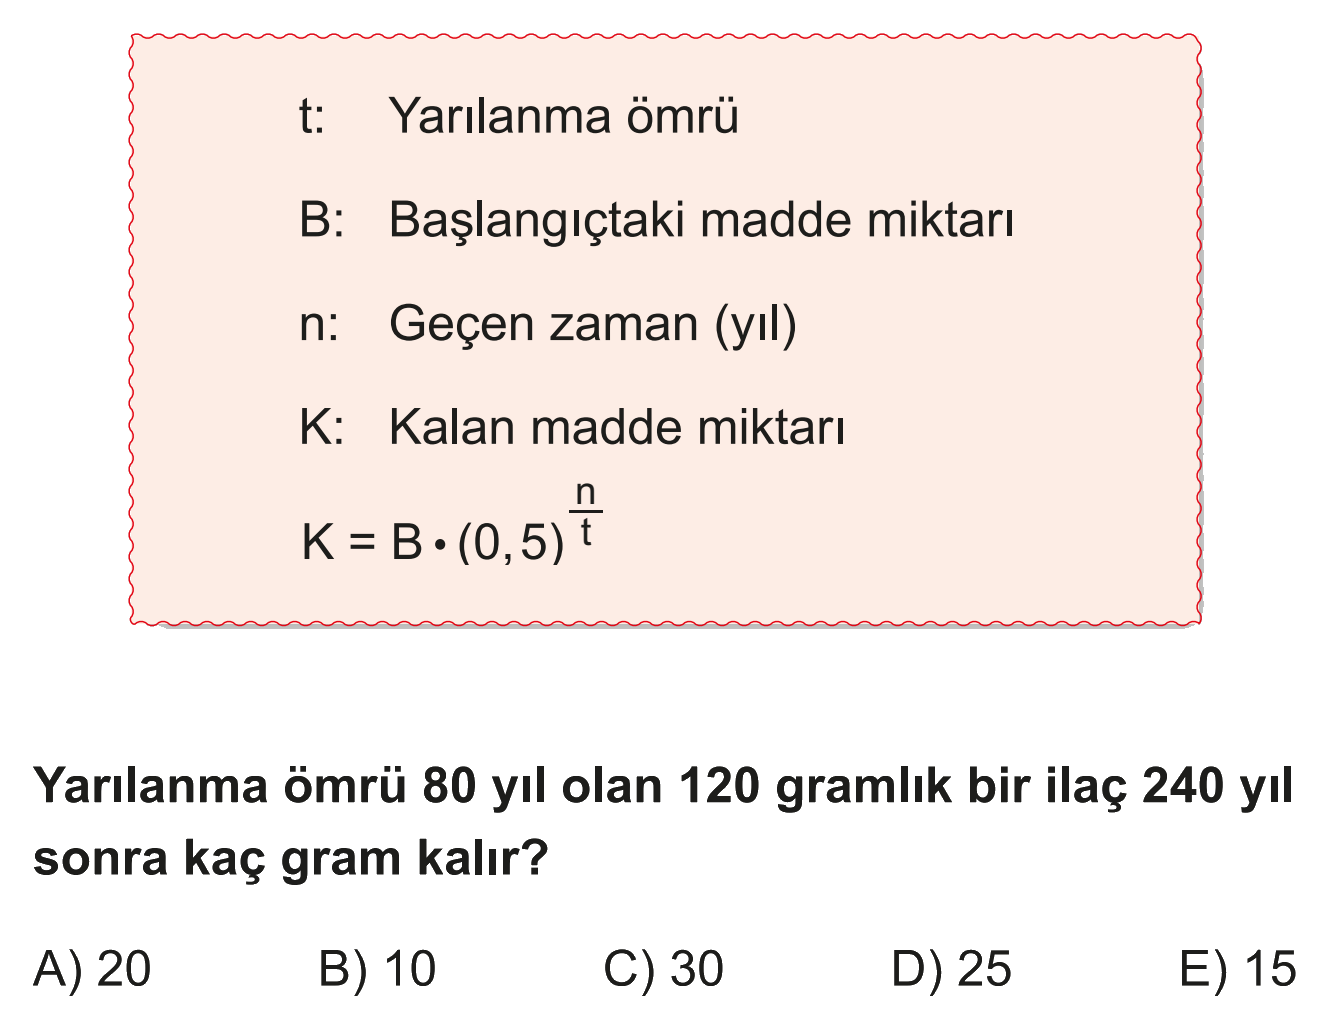 t: Yarılanma ömrü
B: Başlangıçtaki madde miktarı
n: Geçen zaman (yıl)
K: Kalan madde miktarı
K = B • (0,5)^(n/t)
Yarılanma ömrü 80 yıl olan 120 gramlık bir ilaç 240 yıl
sonra kaç gram kalır?
A) 20 B) 10 C) 30 D) 25 E) 15